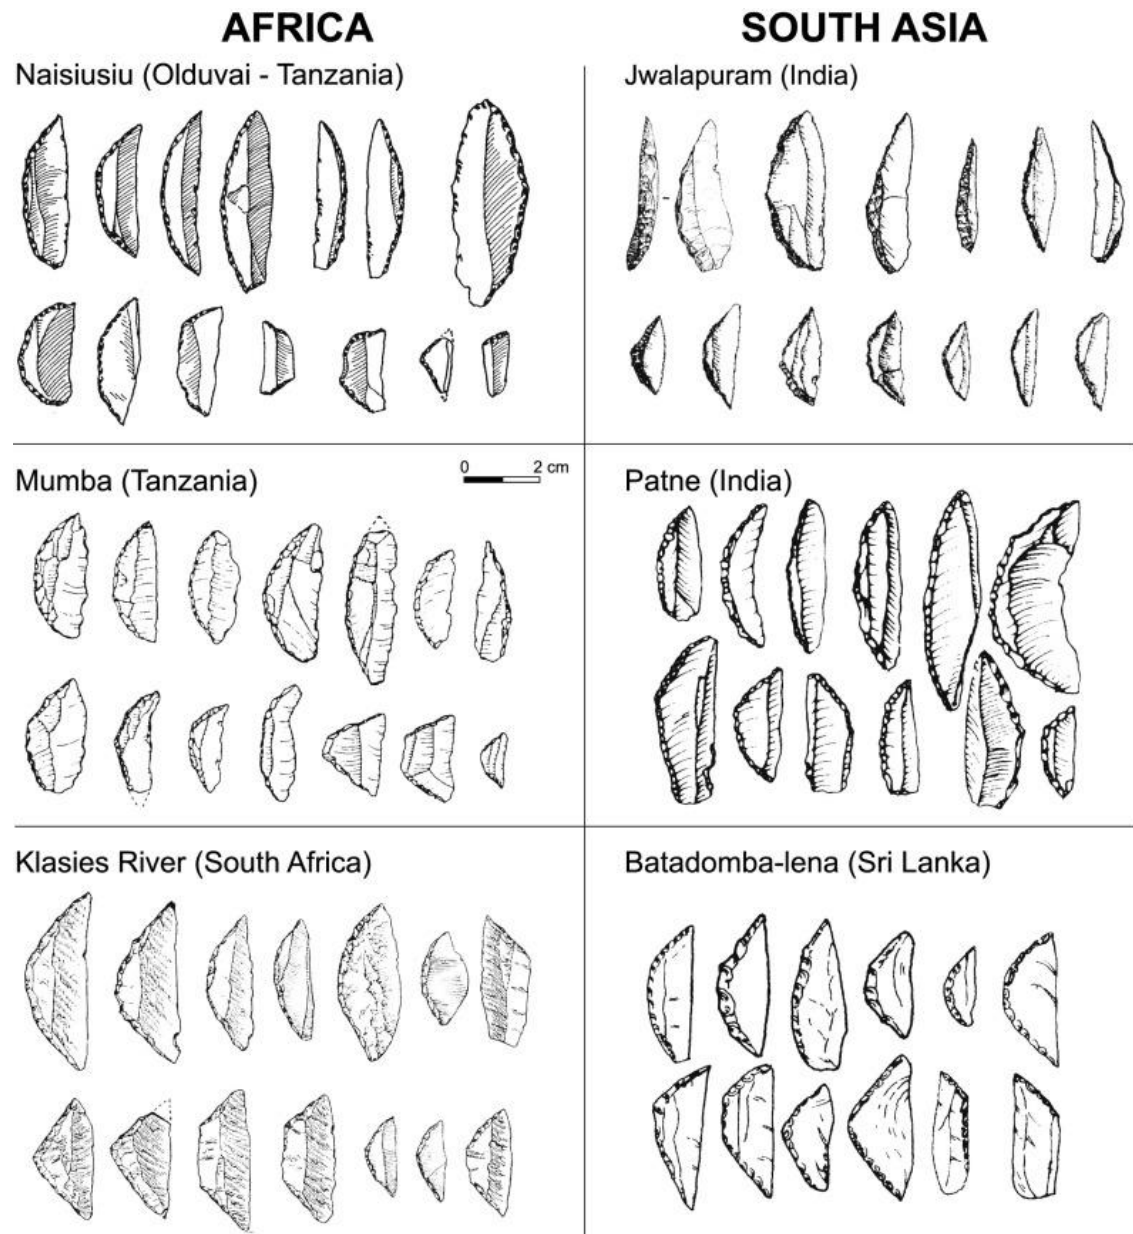 AFRICA
SOUTH ASIA
Naisiusiu (Olduvai - Tanzania)
Jwalapuram (India)
Mumba (Tanzania)
0 2 cm
Patne (India)
Klasies River (South Africa)
Batadomba-lena (Sri Lanka)